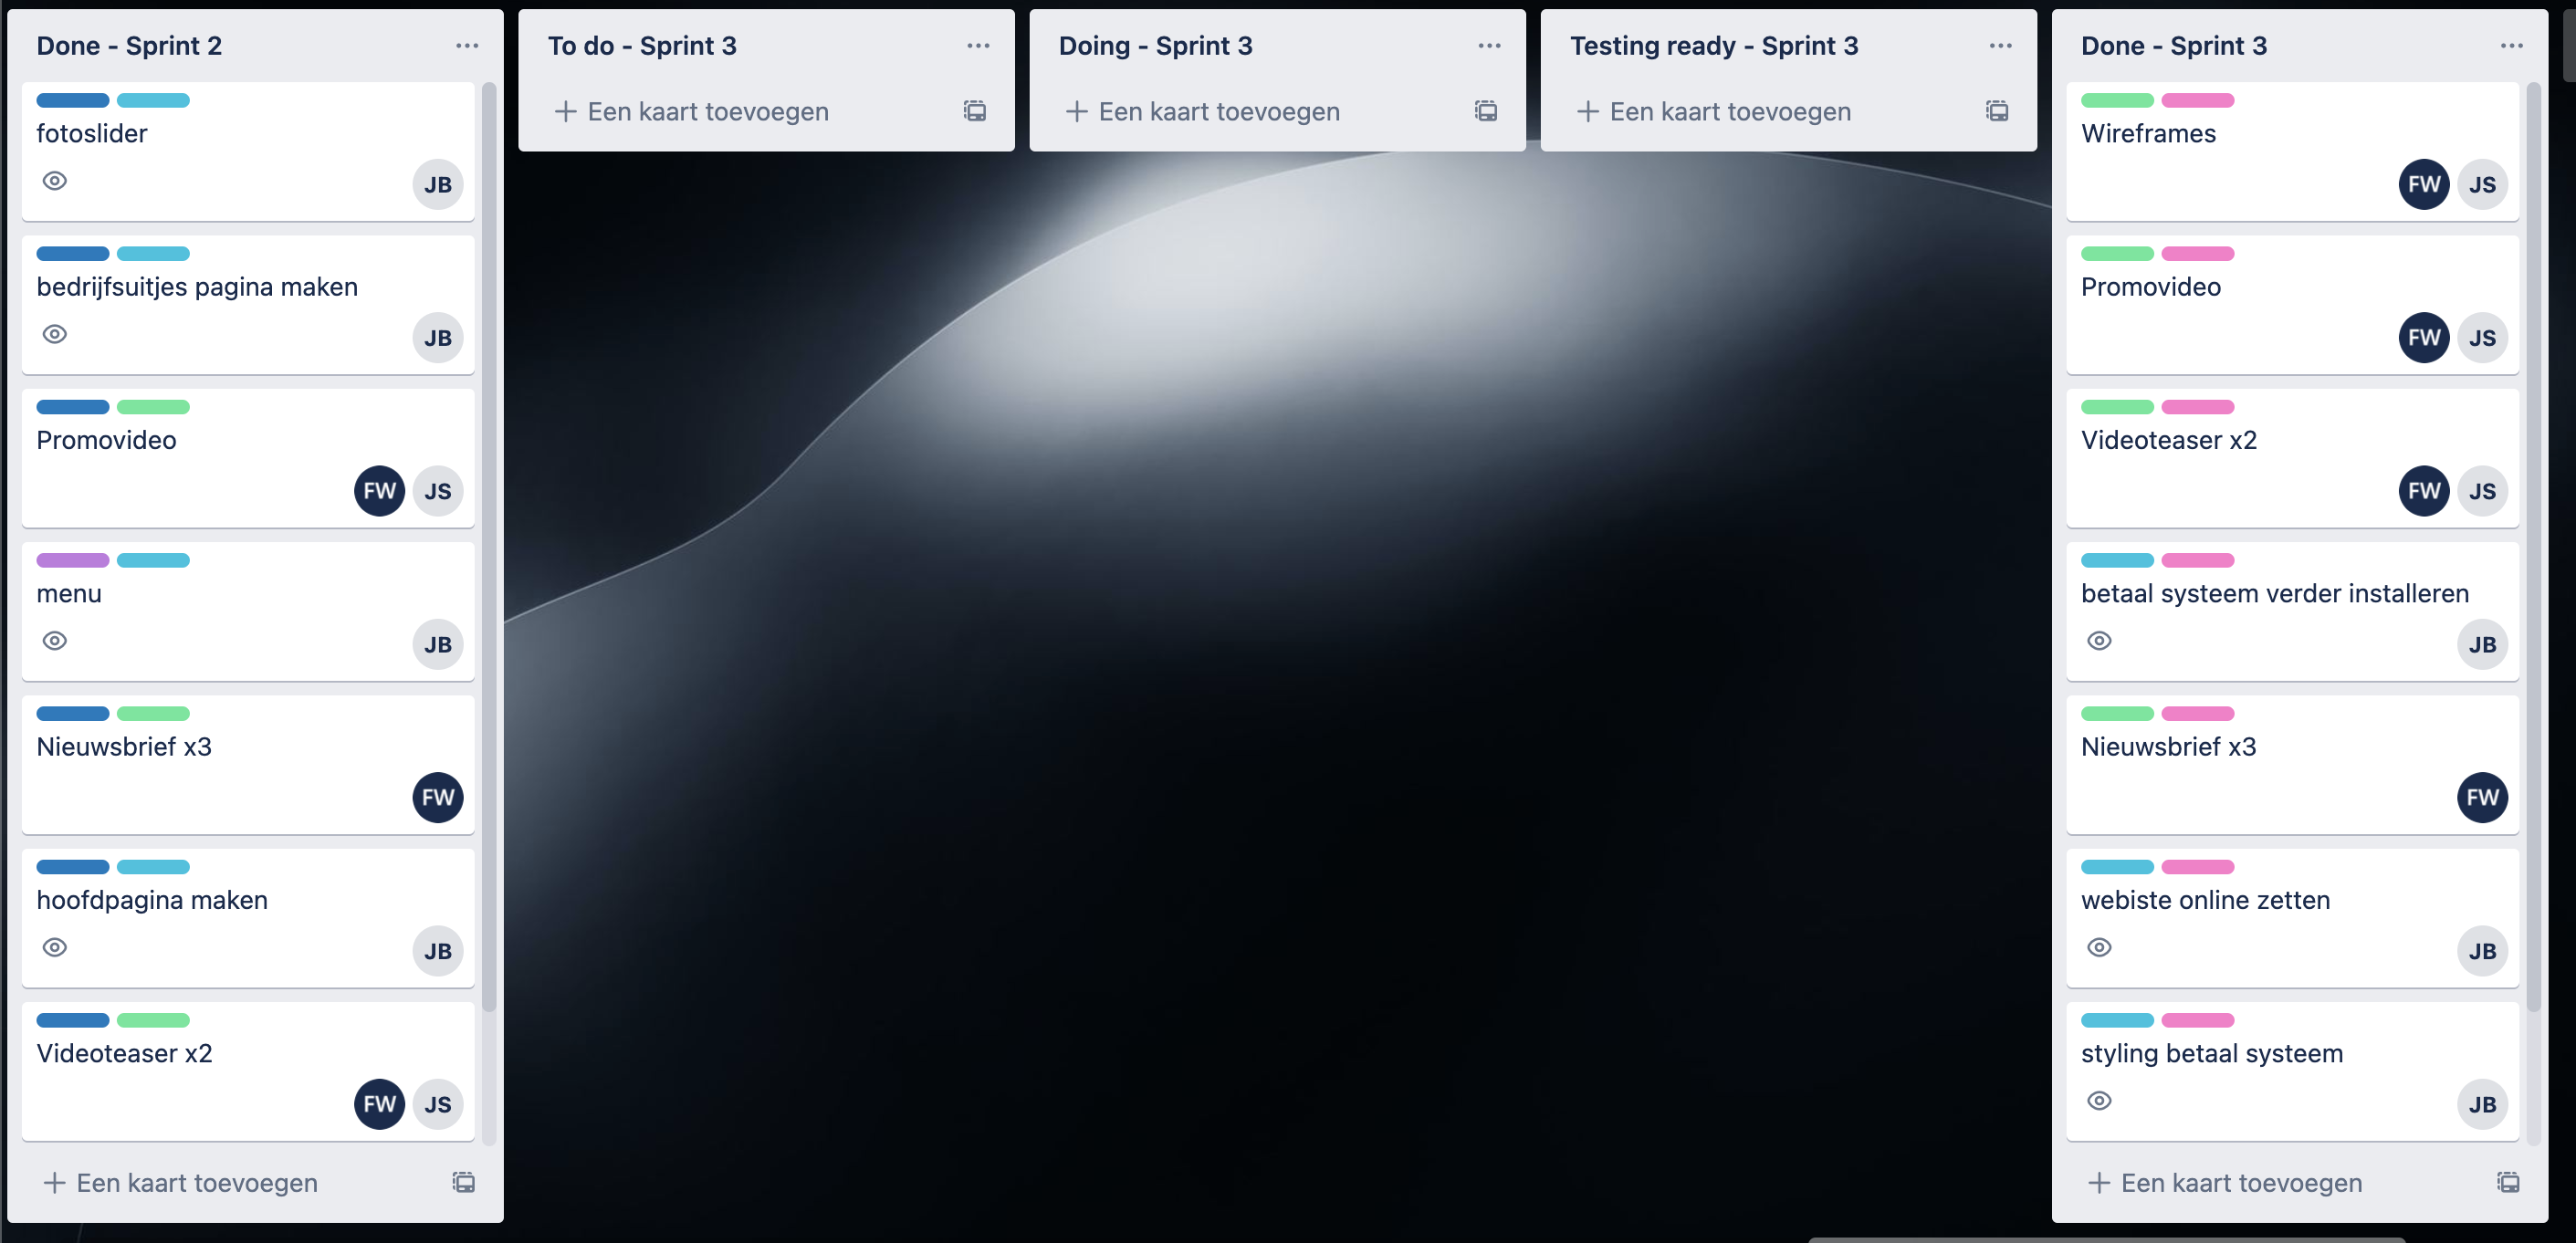 Done - Sprint 2
fotoslider
JB
bedrijfsuitjes pagina maken
JB
Promovideo
FW JS
menu
JB
Nieuwsbrief x3
FW
hoofdpagina maken
JB
Videoteaser x2
FW JS
Een kaart toevoegen
To do - Sprint 3
Een kaart toevoegen
Doing - Sprint 3
Een kaart toevoegen
Testing ready - Sprint 3
Een kaart toevoegen
Done - Sprint 3
Wireframes
FW JS
Promovideo
FW JS
Videoteaser x2
FW JS
betaal systeem verder installeren
JB
Nieuwsbrief x3
FW
webiste online zetten
JB
styling betaal systeem
JB
Een kaart toevoegen